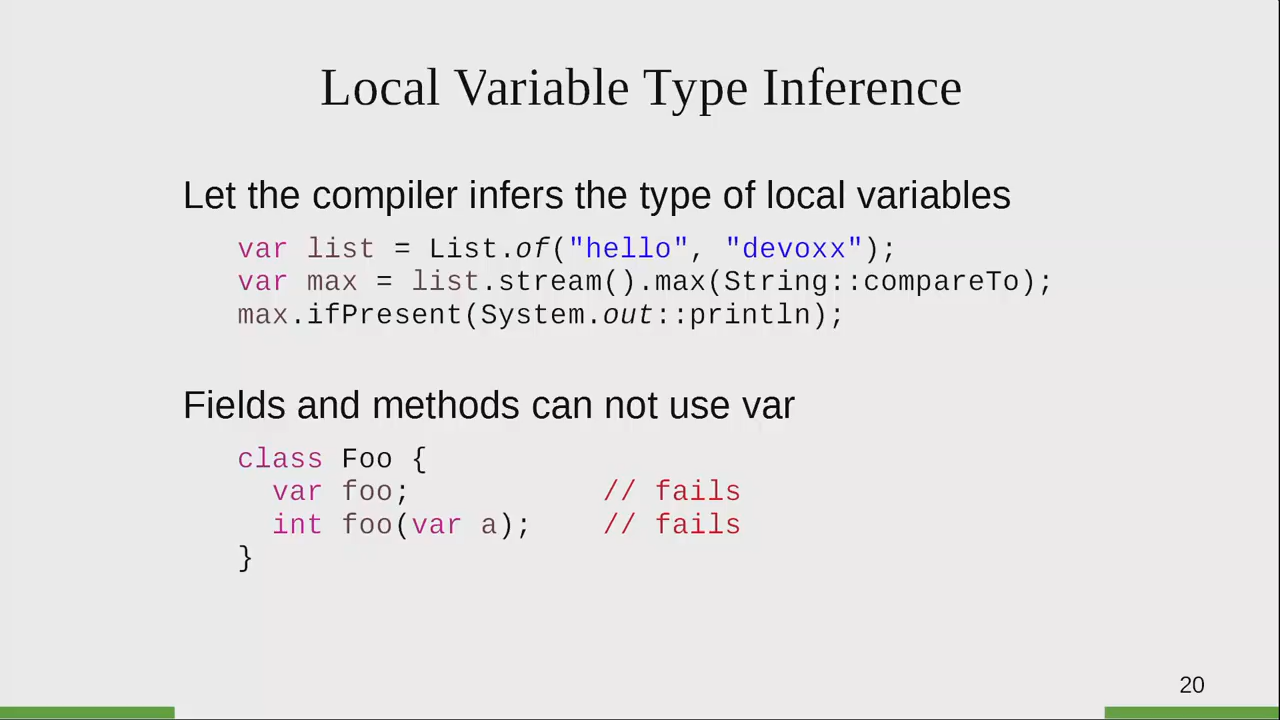 Local Variable Type Inference
Let the compiler infers the type of local variables
var list = List.of("hello", "devoxx");
var max = list.stream().max(String::compareTo);
max.ifPresent(System.out::println);
Fields and methods can not use var
class Foo {
  var foo;           // fails
  int foo(var a);    // fails
}
20